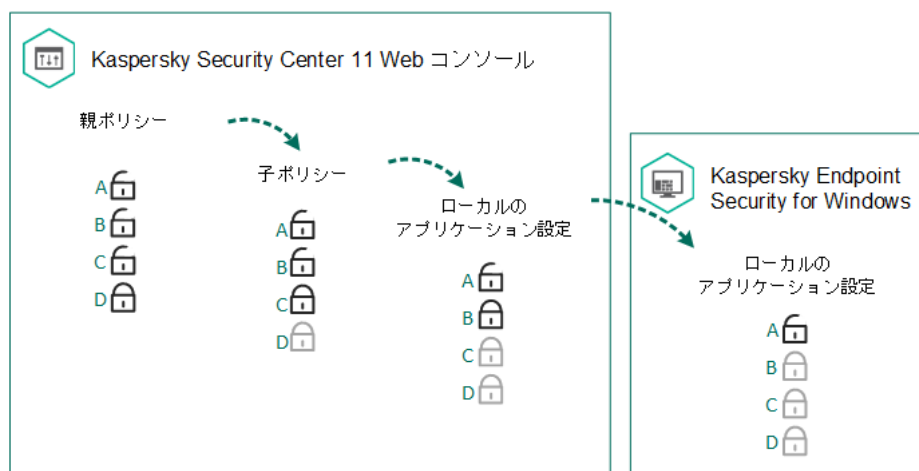 Kaspersky Security Center 11 Web コンソール
親ポリシー
A
B
C
D
子ポリシー
A
B
C
D
ローカルの
アプリケーション設定
A
B
C
D
Kaspersky Endpoint
Security for Windows
ローカルの
アプリケーション設定
A
B
C
D